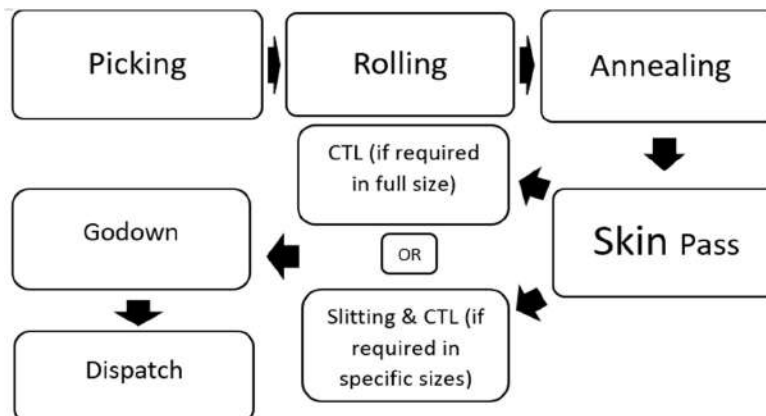 Picking
Rolling
Annealing
CTL (if required
in full size)
Skin Pass
OR
Slitting & CTL (if
required in
specific sizes)
Godown
Dispatch